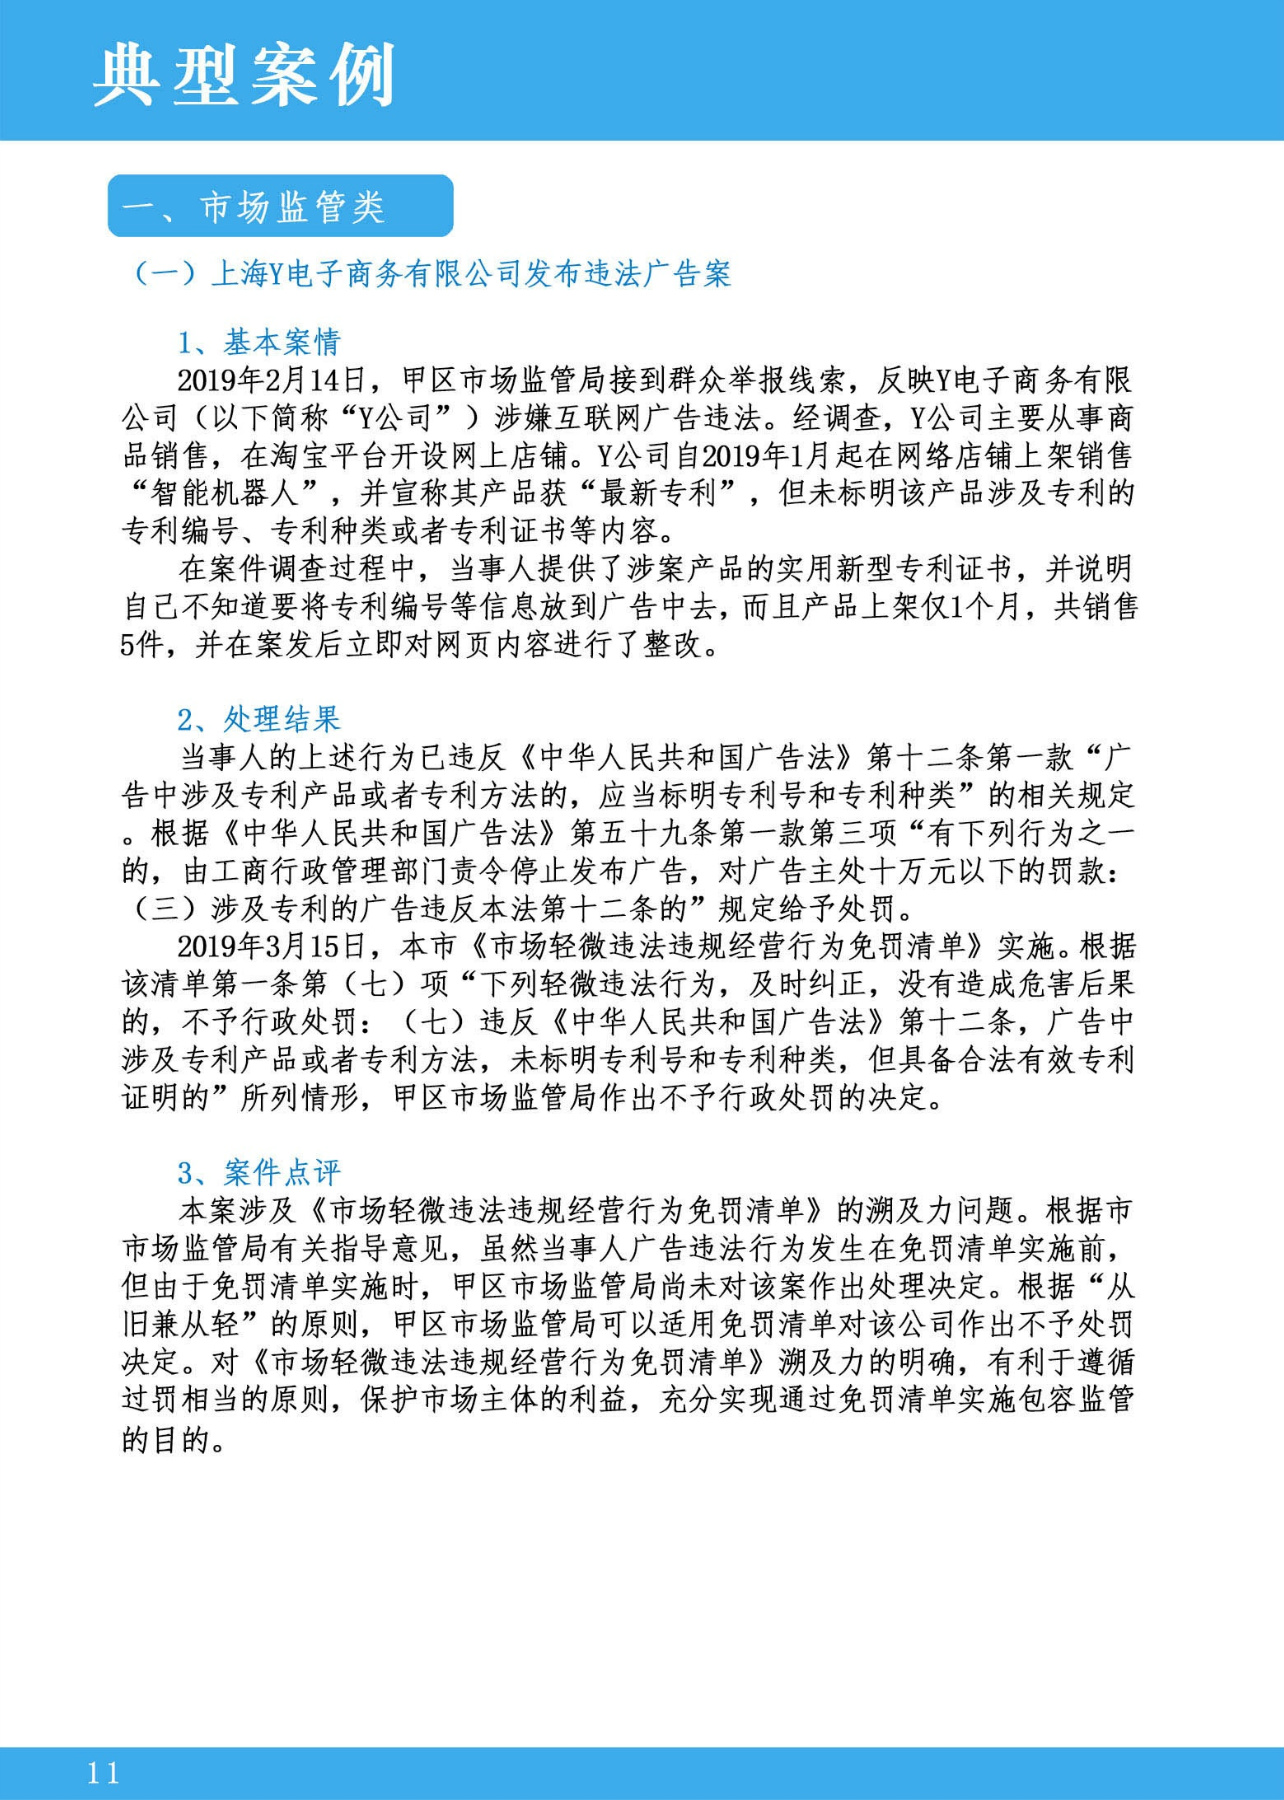 典型案例
一、市场监管类
（一）上海Y电子商务有限公司发布违法广告案
1、基本案情
2019年2月14日，甲区市场监管局接到群众举报线索，反映Y电子商务有限
公司（以下简称“Y公司”）涉嫌互联网广告违法。经调查，Y公司主要从事商
品销售，在淘宝平台开设网上店铺。Y公司自2019年1月起在网络店铺上架销售
“智能机器人”，并宣称其产品获“最新专利”，但未标明该产品涉及专利的
专利编号、专利种类或者专利证书等内容。
在案件调查过程中，当事人提供了涉案产品的实用新型专利证书，并说明
自己不知道要将专利编号等信息放到广告中去，而且产品上架仅1个月，共销售
5件，并在案发后立即对网页内容进行了整改。
2、处理结果
当事人的上述行为已违反《中华人民共和国广告法》第十二条第一款“广
告中涉及专利产品或者专利方法的，应当标明专利号和专利种类”的相关规定
。根据《中华人民共和国广告法》第五十九条第一款第三项“有下列行为之一
的，由工商行政管理部门责令停止发布广告，对广告主处十万元以下的罚款：
（三）涉及专利的广告违反本法第十二条的”规定给予处罚。
2019年3月15日，本市《市场轻微违法违规经营行为免罚清单》实施。根据
该清单第一条第（七）项“下列轻微违法行为，及时纠正，没有造成危害后果
的，不予行政处罚：（七）违反《中华人民共和国广告法》第十二条，广告中
涉及专利产品或者专利方法，未标明专利号和专利种类，但具备合法有效专利
证明的”所列情形，甲区市场监管局作出不予行政处罚的决定。
3、案件点评
本案涉及《市场轻微违法违规经营行为免罚清单》的溯及力问题。根据市
市场监管局有关指导意见，虽然当事人广告违法行为发生在免罚清单实施前，
但由于免罚清单实施时，甲区市场监管局尚未对该案作出处理决定。根据“从
旧兼从轻”的原则，甲区市场监管局可以适用免罚清单对该公司作出不予处罚
决定。对《市场轻微违法违规经营行为免罚清单》溯及力的明确，有利于遵循
过罚相当的原则，保护市场主体的利益，充分实现通过免罚清单实施包容监管
的目的。
11